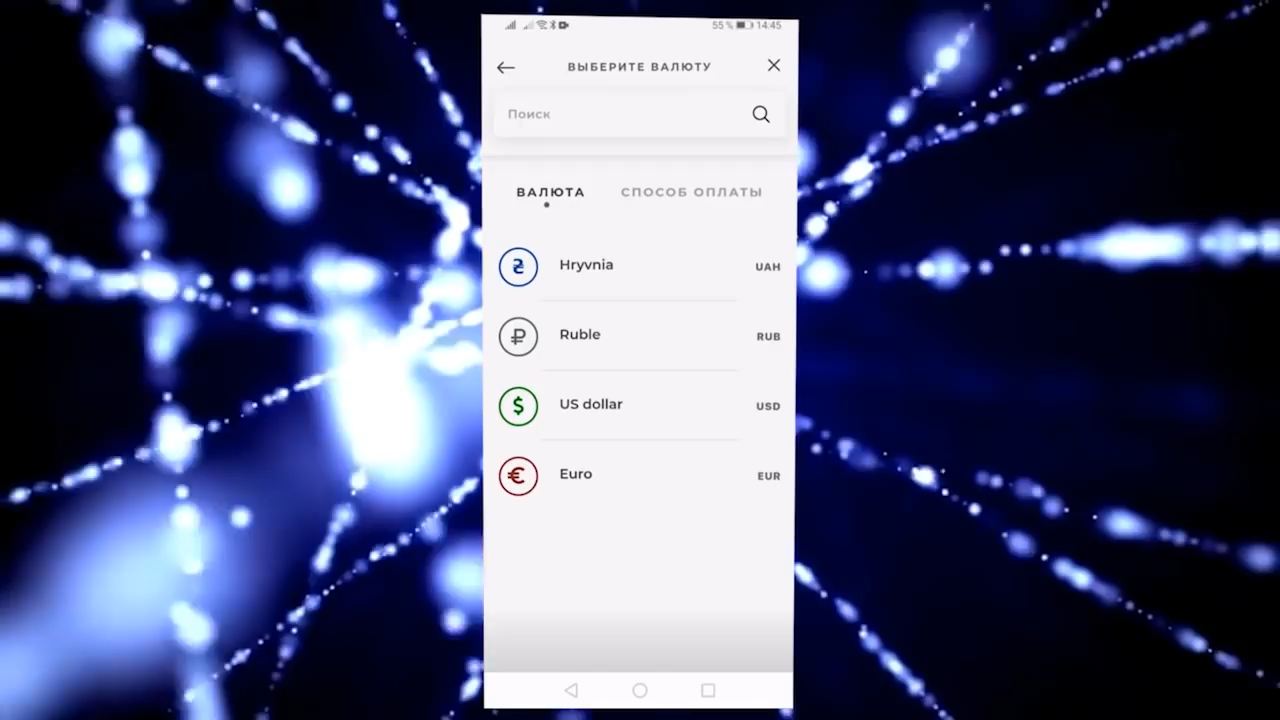 55 % 14:45
ВЫБЕРИТЕ ВАЛЮТУ
Поиск
ВАЛЮТА СПОСОБ ОПЛАТЫ
₴ Hryvnia UAH
₽ Ruble RUB
$ US dollar USD
€ Euro EUR